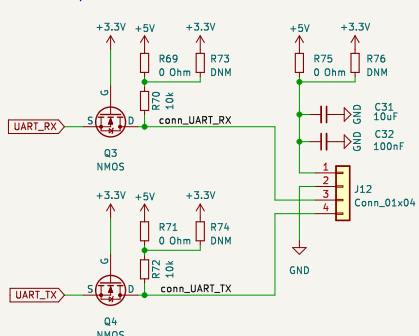 +3.3V
+5V
+3.3V
+5V
+3.3V
R69
0 Ohm
R73
DNM
R75
0 Ohm
R76
DNM
G
R70
10k
C31
10uF
GND
UART_RX
S
D
conn_UART_RX
C32
100nF
GND
Q3
NMOS
1
2
3
4
J12
Conn_01x04
+3.3V
+5V
+3.3V
R71
0 Ohm
R74
DNM
G
R72
10k
GND
UART_TX
S
D
conn_UART_TX
Q4
NMOS